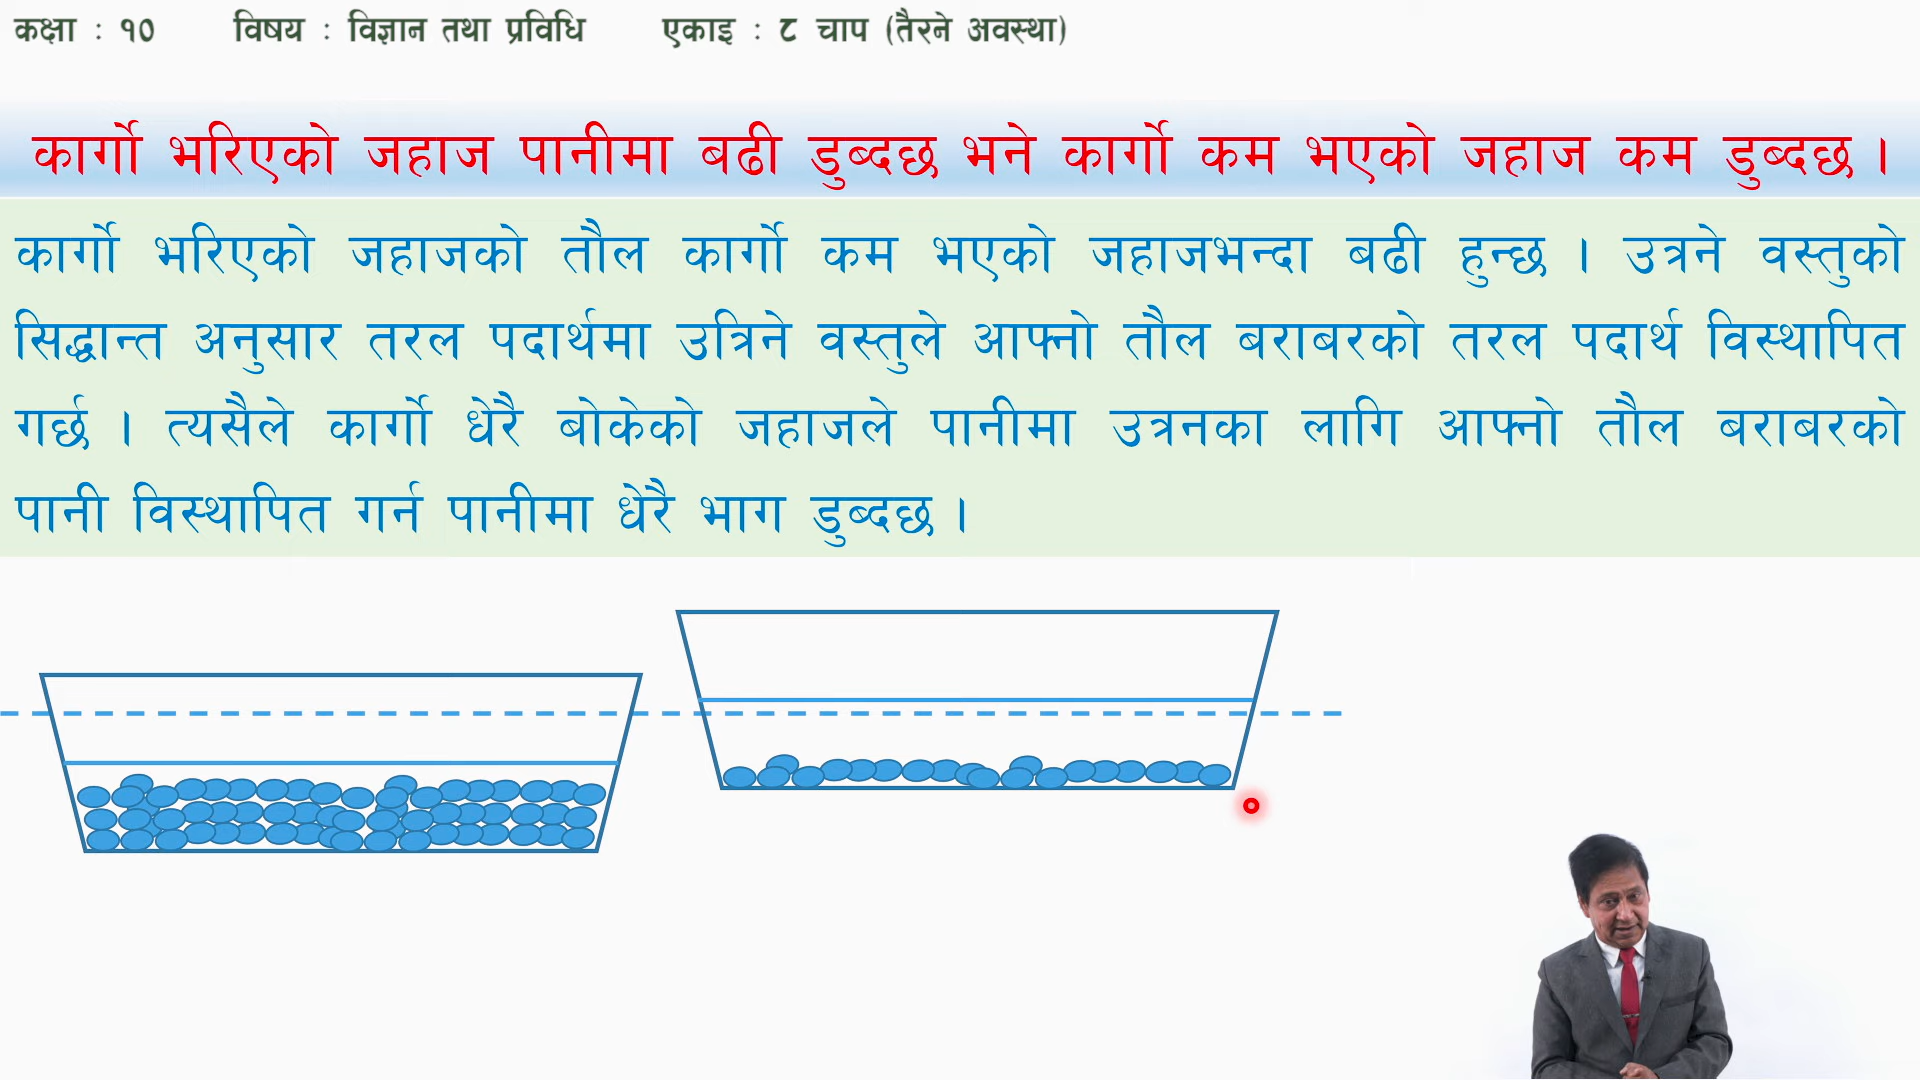 कक्षा : १० विषय : विज्ञान तथा प्रविधि एकाइ : ८ चाप (तैरने अवस्था)
कार्गो भरिएको जहाज पानीमा बढी डुब्दछ भने कार्गो कम भएको जहाज कम डुब्दछ ।
कार्गो भरिएको जहाजको तौल कार्गो कम भएको जहाजभन्दा बढी हुन्छ । उत्रने वस्तुको
सिद्धान्त अनुसार तरल पदार्थमा उत्रिने वस्तुले आफ्नो तौल बराबरको तरल पदार्थ विस्थापित
गर्छ । त्यसैले कार्गो धेरै बोकेको जहाजले पानीमा उत्रनका लागि आफ्नो तौल बराबरको
पानी विस्थापित गर्न पानीमा धेरै भाग डुब्दछ ।